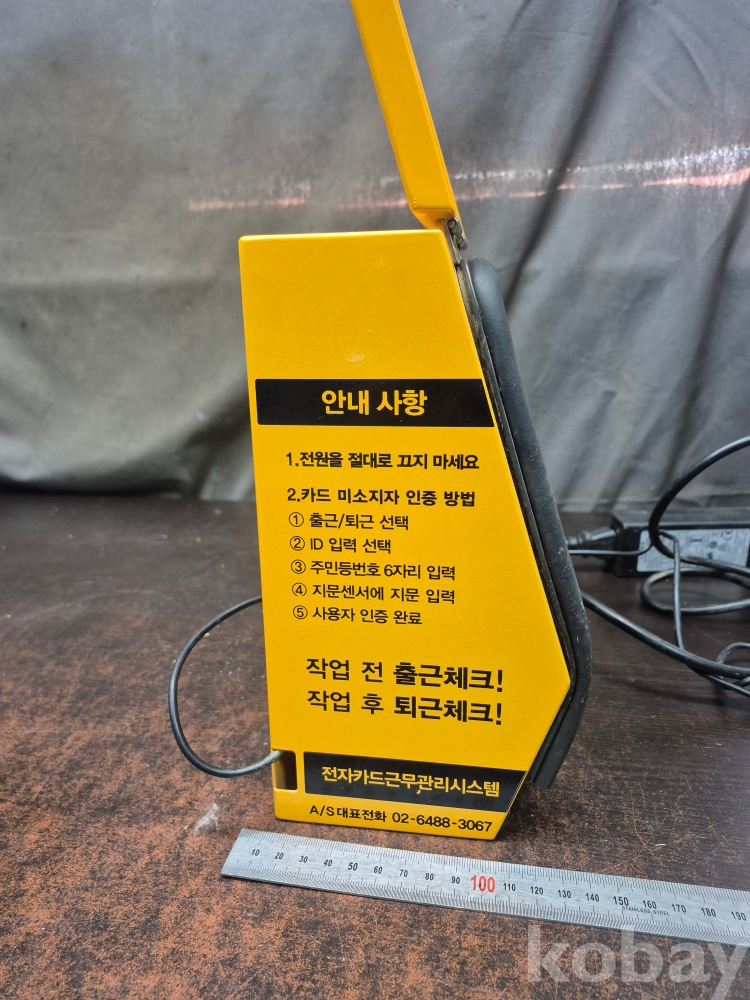 안내 사항
1.전원을 절대로 끄지 마세요
2.카드 미소지자 인증 방법
① 출근/퇴근 선택
② ID 입력 선택
③ 주민등번호 6자리 입력
④ 지문센서에 지문 입력
⑤ 사용자 인증 완료
작업 전 출근체크!
작업 후 퇴근체크!
전자카드근무관리시스템
A/S대표전화 02-6488-3067
10 20 30 40 50 60 70 80 90 100 110 120 130 140 150 160 170 180 190
STAINLESS STEEL
kobay